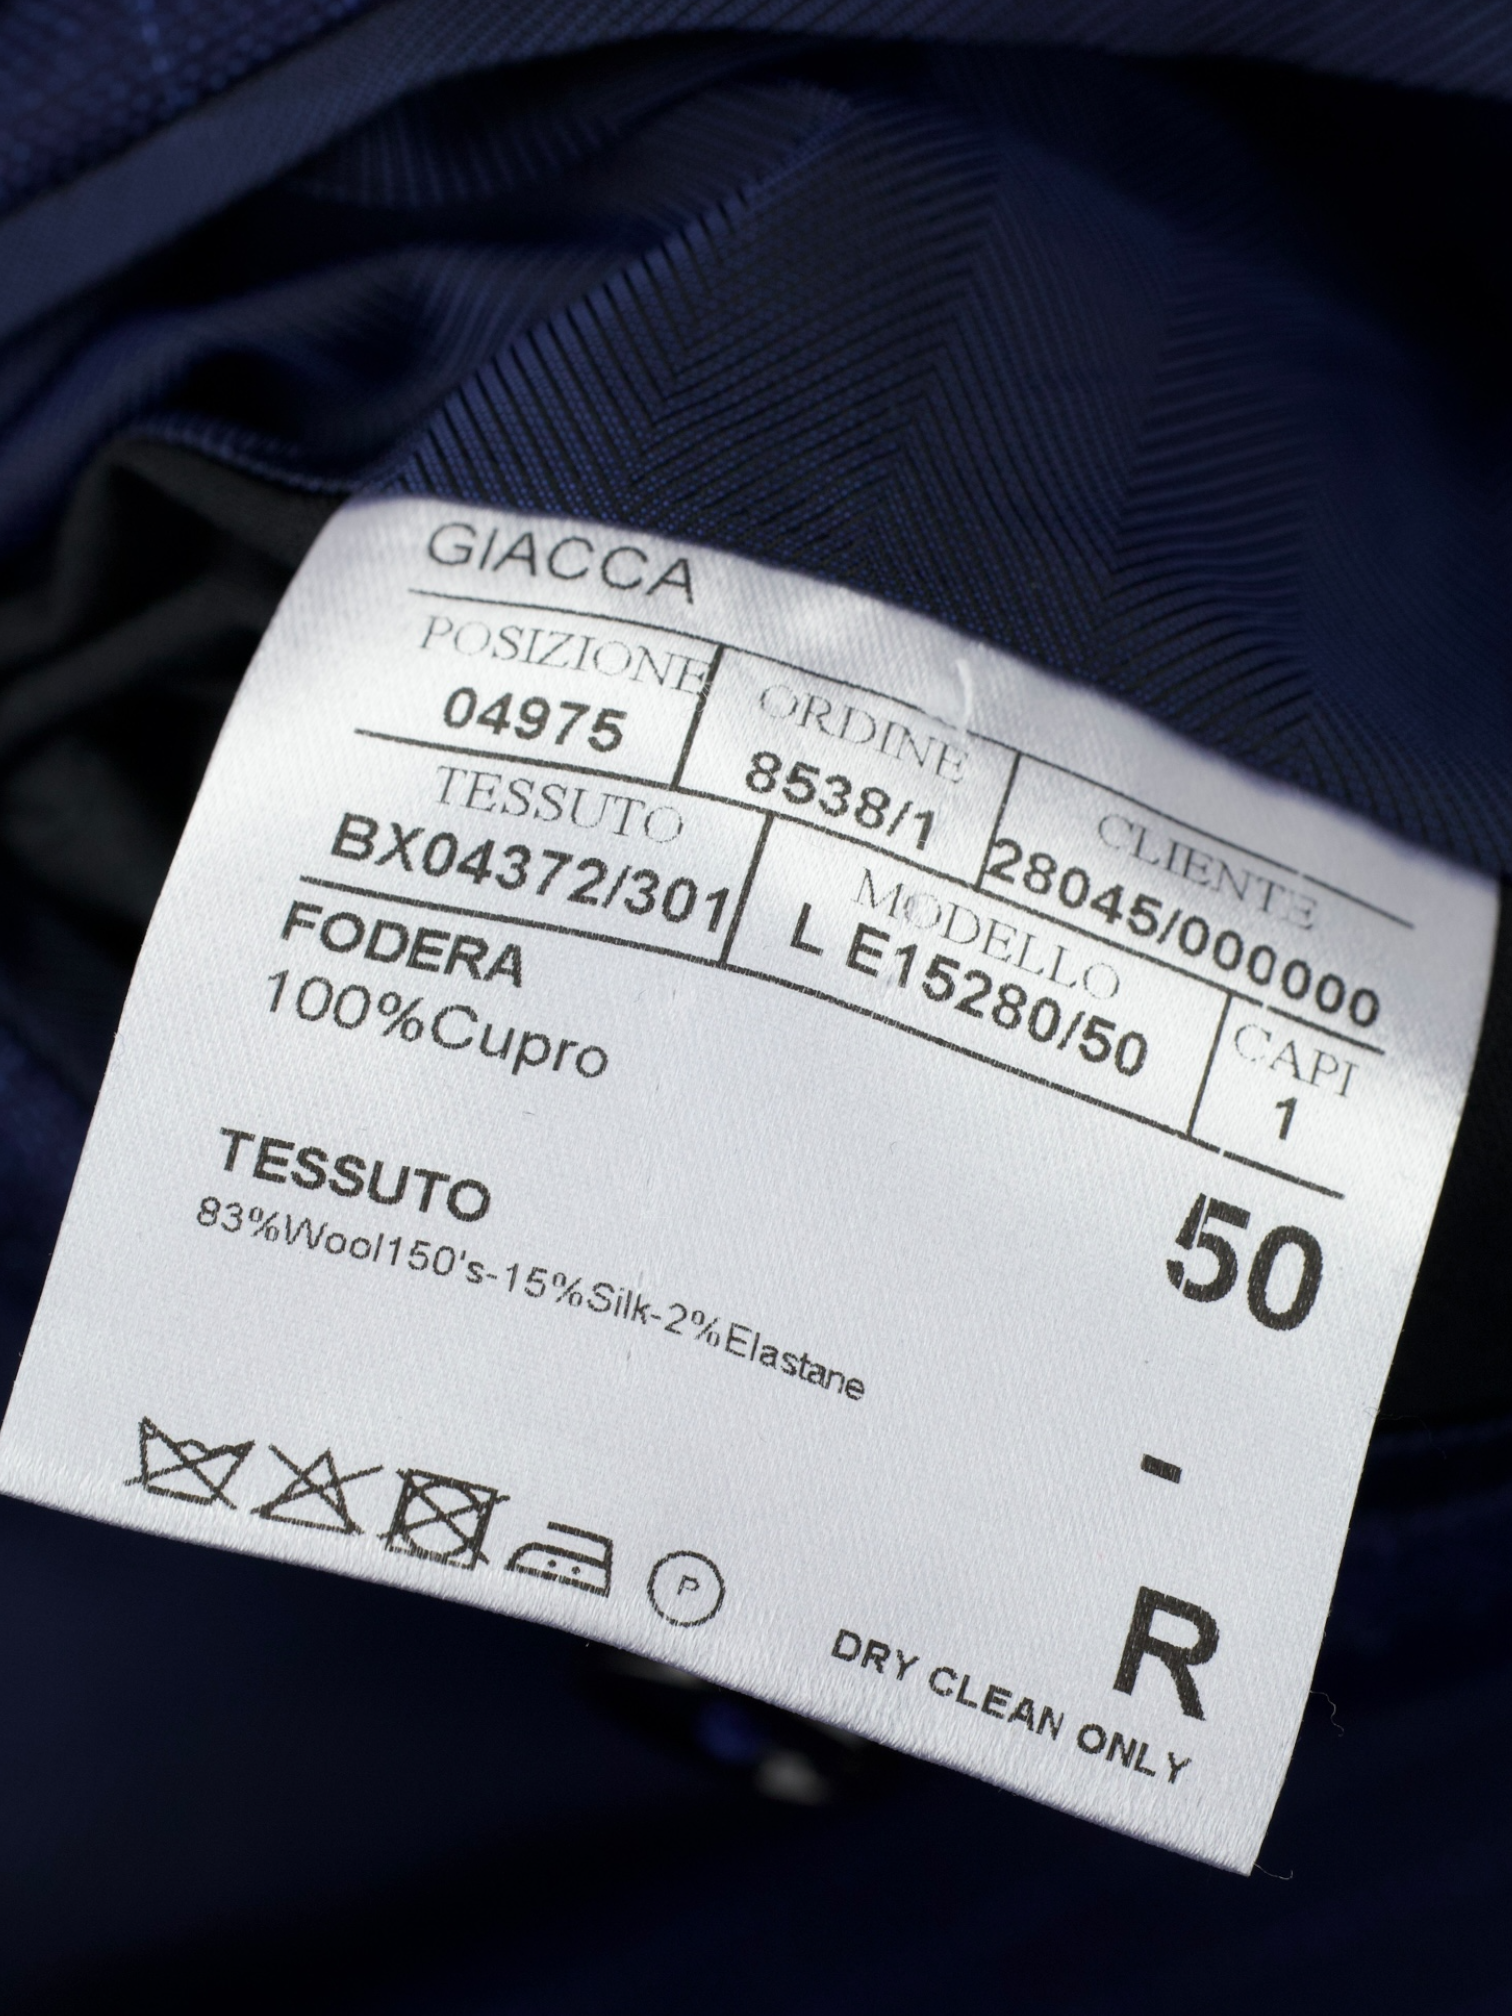 GIACCA
POSIZIONE ORDINE CLIENTE
04975 8538/1 28045/000000
TESSUTO MODELLO CAPI
BX04372/301 L E15280/50 1
FODERA
100%Cupro
TESSUTO
83%Wool150's-15%Silk-2%Elastane
50
-
R
P
DRY CLEAN ONLY